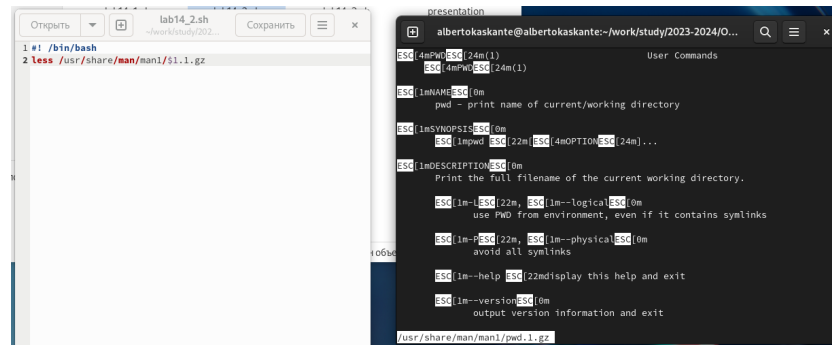 presentation
Открыть
lab14_2.sh
~/work/study/202...
Сохранить
1 #! /bin/bash
2 less /usr/share/man/man1/$1.1.gz
albertokaskante@albertokaskante:~/work/study/2023-2024/О...
ESC[4mPWDESC[24m(1) User Commands
ESC[4mPWDESC[24m(1)
ESC[1mNAMEESC[0m
pwd - print name of current/working directory
ESC[1mSYNOPSISESC[0m
ESC[1mpwd ESC[22m[ESC[4mOPTIONESC[24m]...
ESC[1mDESCRIPTIONESC[0m
Print the full filename of the current working directory.
ESC[1m-LESC[22m, ESC[1m--logicalESC[0m
use PWD from environment, even if it contains symlinks
ESC[1m-PESC[22m, ESC[1m--physicalESC[0m
avoid all symlinks
ESC[1m--help ESC[22mdisplay this help and exit
ESC[1m--versionESC[0m
output version information and exit
/usr/share/man/man1/pwd.1.gz